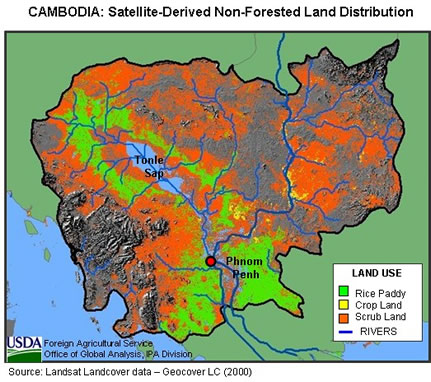 CAMBODIA: Satellite-Derived Non-Forested Land Distribution
Tonle
Sap
Phnom
Penh
LAND USE
Rice Paddy
Crop Land
Scrub Land
RIVERS
USDA
Foreign Agricultural Service
Office of Global Analysis, IPA Division
Source: Landsat Landcover data – Geocover LC (2000)